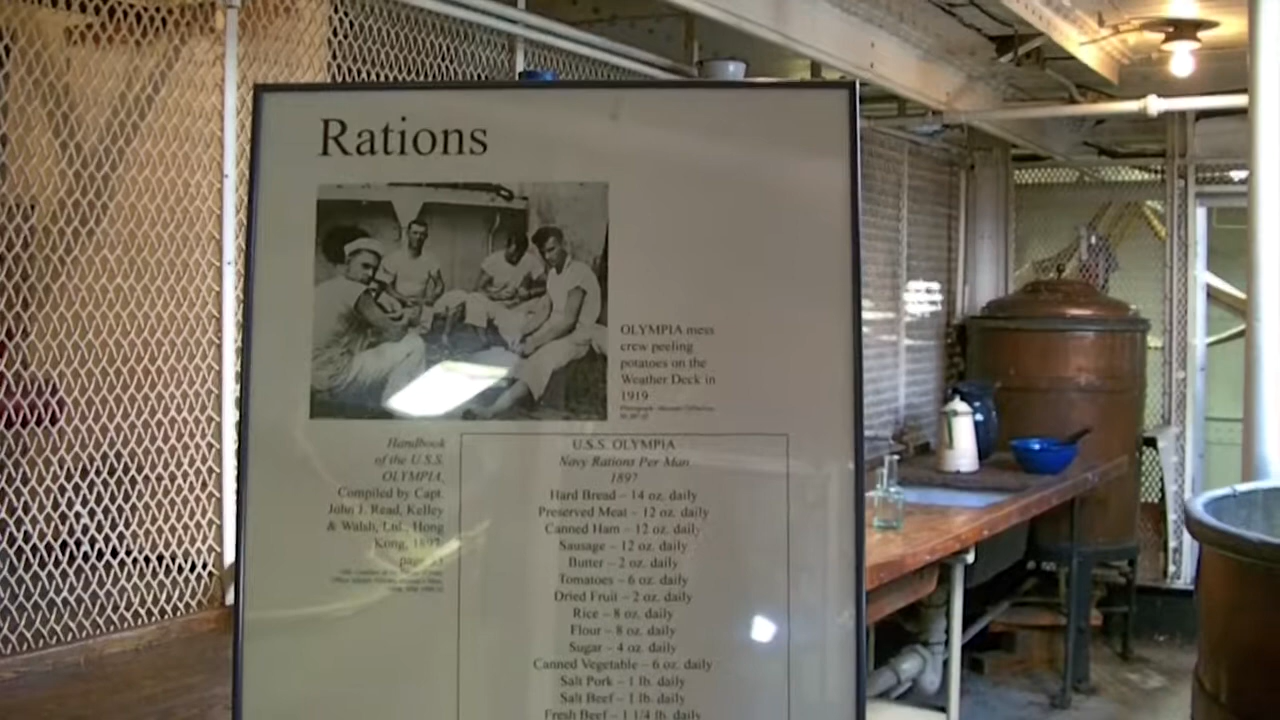 Rations
OLYMPIA mess
crew peeling
potatoes on the
Weather Deck in
1919
Handbook
of the U.S.S.
OLYMPIA,
Compiled by Capt.
John J. Read, Kelley
& Walsh, Ltd., Hong
Kong, 1897,
U.S.S. OLYMPIA
Navy Rations Per Man
1897
Hard Bread – 14 oz. daily
Preserved Meat – 12 oz. daily
Canned Ham – 12 oz. daily
Sausage – 12 oz. daily
Butter – 2 oz. daily
Tomatoes – 6 oz. daily
Dried Fruit – 2 oz. daily
Rice – 8 oz. daily
Flour – 8 oz. daily
Sugar – 4 oz. daily
Canned Vegetable – 6 oz. daily
Salt Pork – 1 lb. daily
Salt Beef – 1 lb. daily
Fresh Beef – 1 1/4 lb. daily